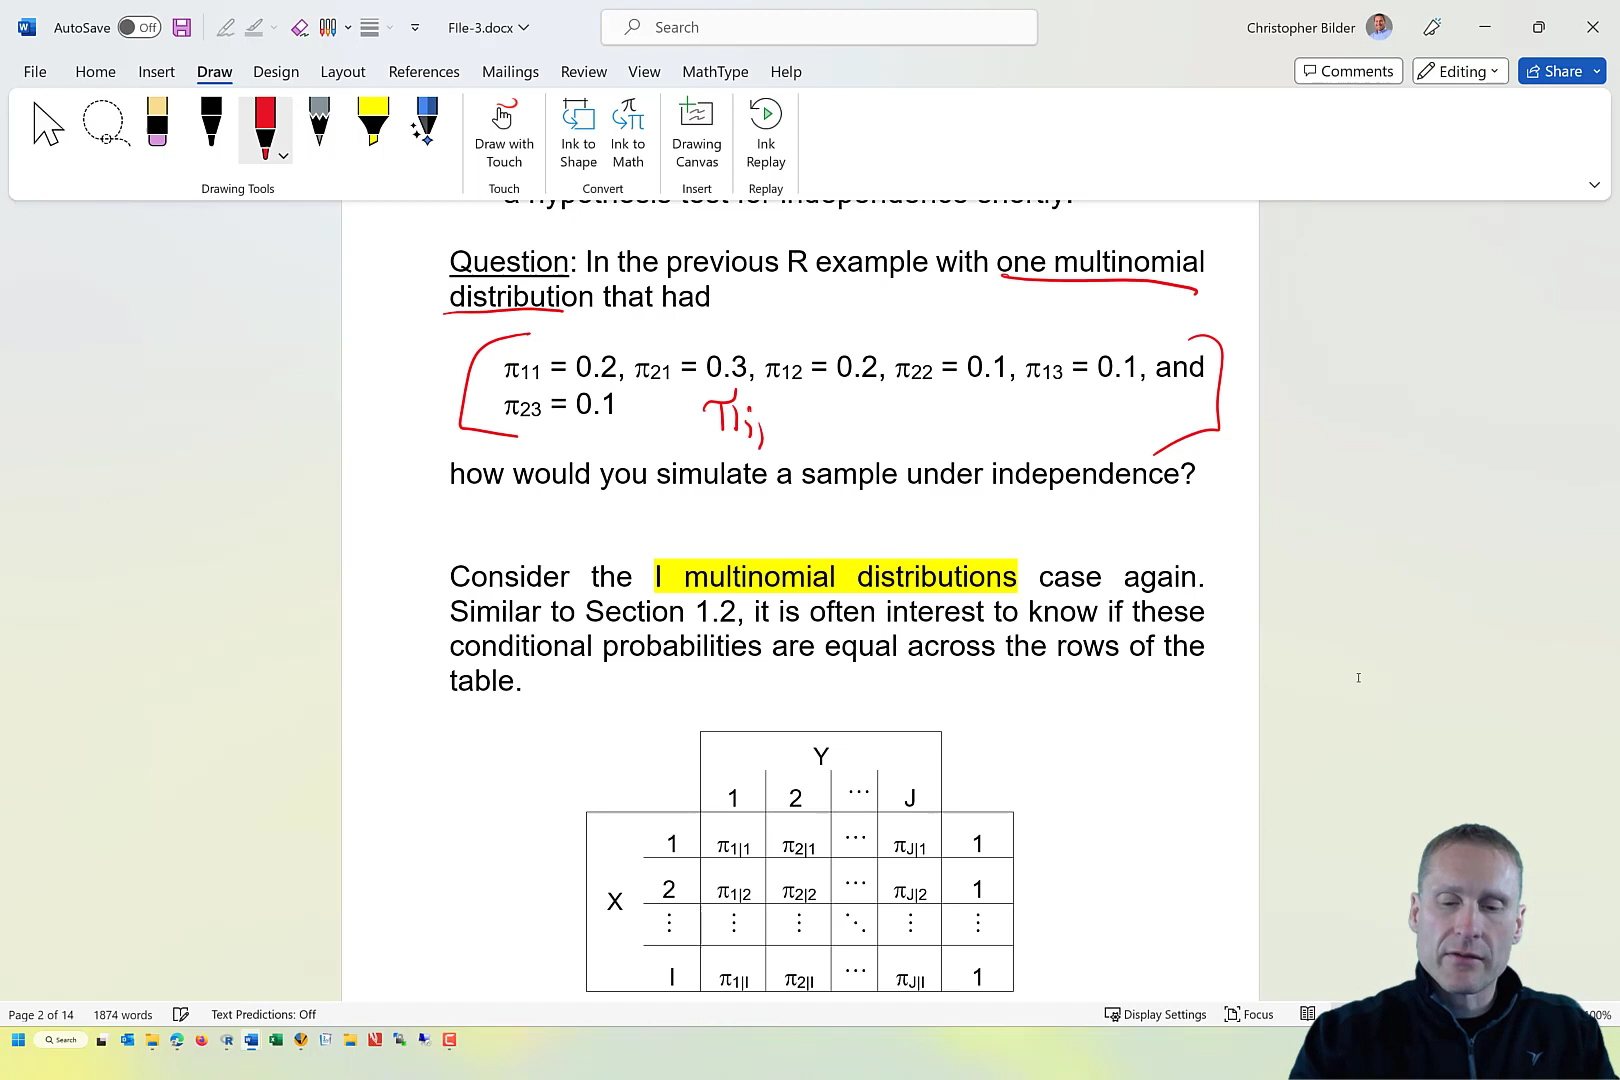 AutoSave Off FIle-3.docx Search Christopher Bilder
File Home Insert Draw Design Layout References Mailings Review View MathType Help Comments Editing Share
Draw with Touch
Ink to Shape
Ink to Math
Drawing Canvas
Ink Replay
Drawing Tools Touch Convert Insert Replay
a hypothesis test for independence shortly.
Question: In the previous R example with one multinomial
distribution that had
π11 = 0.2, π21 = 0.3, π12 = 0.2, π22 = 0.1, π13 = 0.1, and
π23 = 0.1
πij
how would you simulate a sample under independence?
Consider the I multinomial distributions case again.
Similar to Section 1.2, it is often interest to know if these
conditional probabilities are equal across the rows of the
table.
Y
1 2 ⋯ J
1 π1|1 π2|1 ⋯ πJ|1 1
X
2 π1|2 π2|2 ⋯ πJ|2 1
⋮ ⋮ ⋮ ⋱ ⋮ ⋮
I π1|I π2|I ⋯ πJ|I 1
Page 2 of 14 1874 words Text Predictions: Off Display Settings Focus 100%
Search